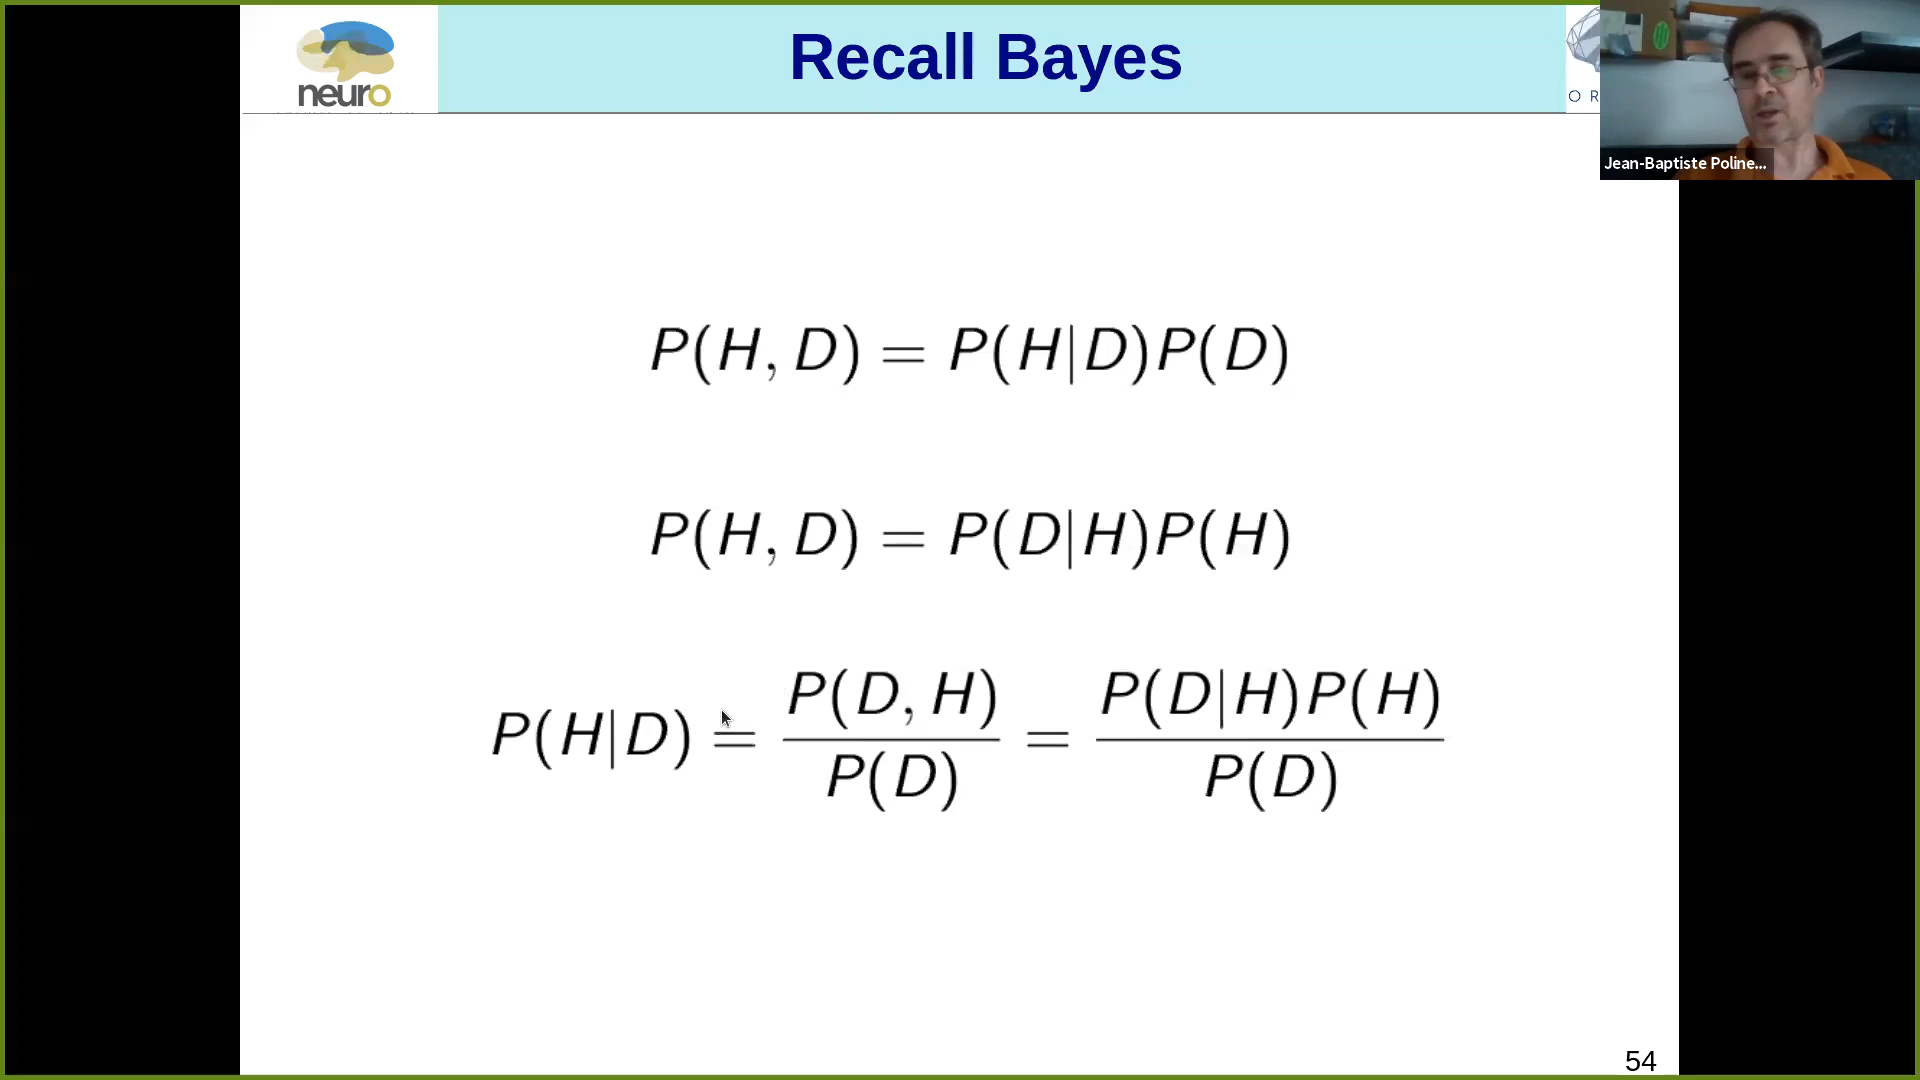 Recall Bayes
neuro
O R
Jean-Baptiste Poline...
P(H, D) = P(H|D)P(D)
P(H, D) = P(D|H)P(H)
P(H|D) = P(D, H) / P(D) = P(D|H)P(H) / P(D)
54